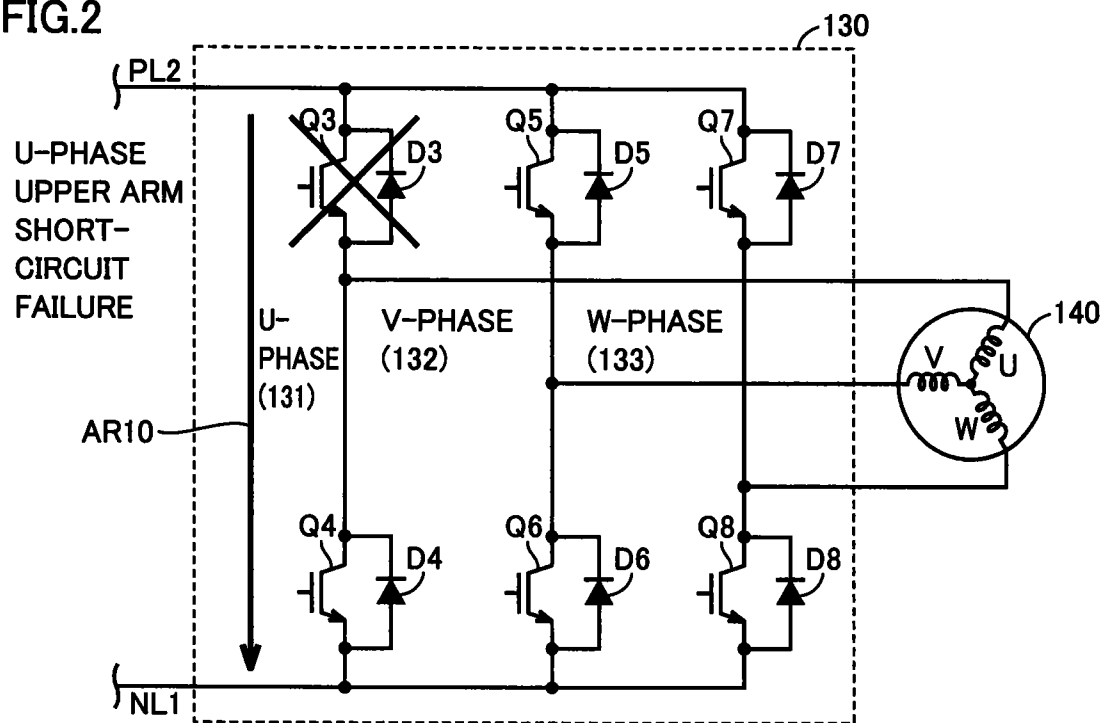 FIG.2
130
PL2
Q3
D3
Q5
D5
Q7
D7
U-PHASE
UPPER ARM
SHORT-
CIRCUIT
FAILURE
U-
PHASE
(131)
V-PHASE
(132)
W-PHASE
(133)
140
V
U
W
AR10
Q4
D4
Q6
D6
Q8
D8
NL1